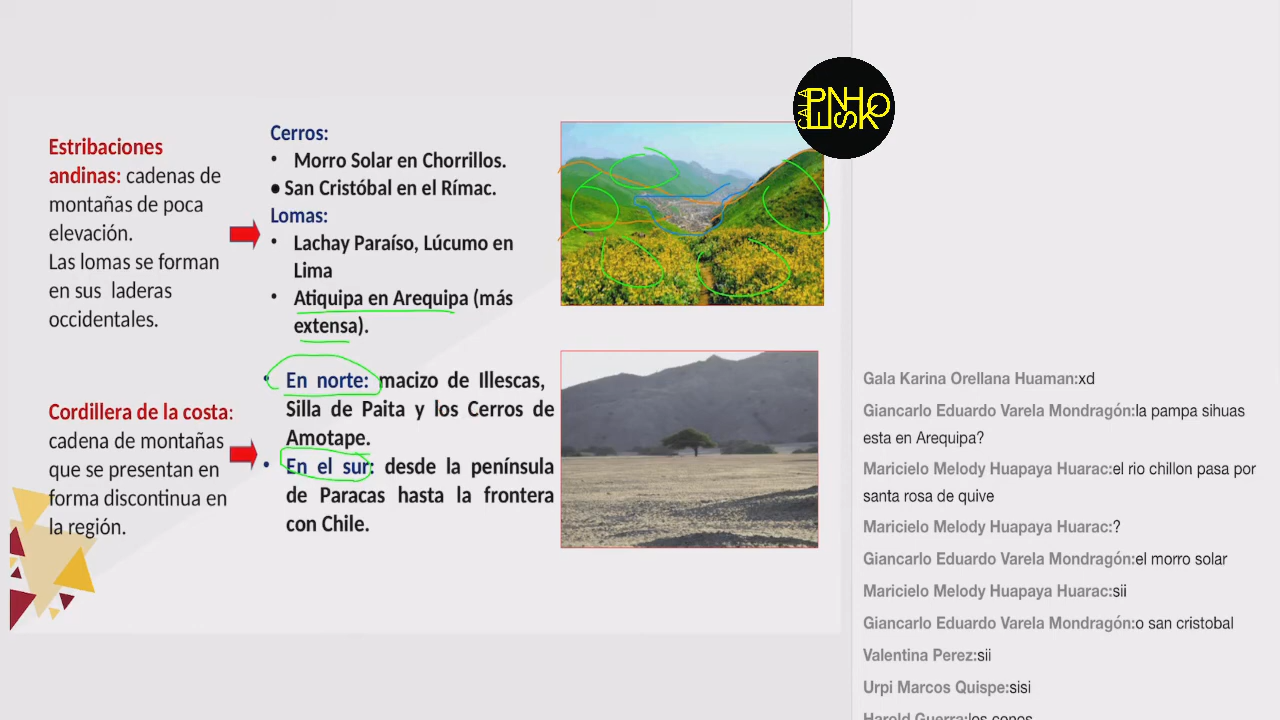 Estribaciones
andinas: cadenas de
montañas de poca
elevación.
Las lomas se forman
en sus laderas
occidentales.
Cerros:
• Morro Solar en Chorrillos.
• San Cristóbal en el Rímac.
Lomas:
• Lachay Paraíso, Lúcumo en
Lima
• Atiquipa en Arequipa (más
extensa).
Cordillera de la costa:
cadena de montañas
que se presentan en
forma discontinua en
la región.
• En norte: macizo de Illescas,
Silla de Paita y los Cerros de
Amotape.
• En el sur: desde la península
de Paracas hasta la frontera
con Chile.
Gala Karina Orellana Huaman:xd
Giancarlo Eduardo Varela Mondragón:la pampa sihuas
esta en Arequipa?
Maricielo Melody Huapaya Huarac:el rio chillon pasa por
santa rosa de quive
Maricielo Melody Huapaya Huarac:?
Giancarlo Eduardo Varela Mondragón:el morro solar
Maricielo Melody Huapaya Huarac:sii
Giancarlo Eduardo Varela Mondragón:o san cristobal
Valentina Perez:sii
Urpi Marcos Quispe:sisi
Harold Guerra:los conos